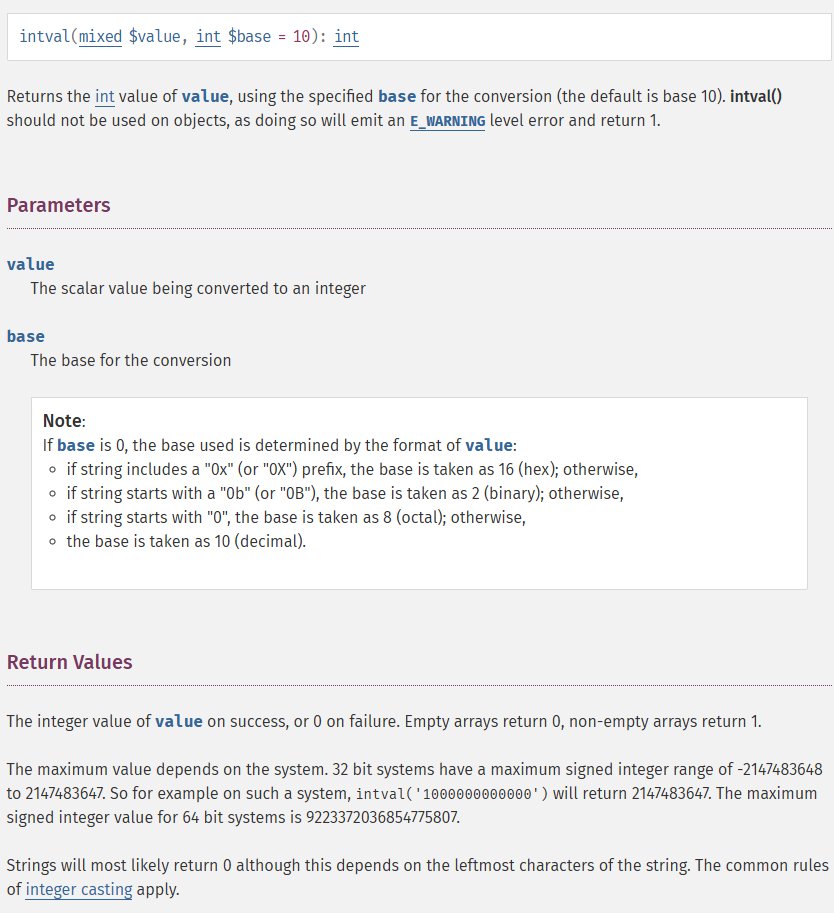 intval(mixed $value, int $base = 10): int
Returns the int value of value, using the specified base for the conversion (the default is base 10). intval()
should not be used on objects, as doing so will emit an E_WARNING level error and return 1.
Parameters
value
The scalar value being converted to an integer
base
The base for the conversion
Note:
If base is 0, the base used is determined by the format of value:
◦ if string includes a "0x" (or "0X") prefix, the base is taken as 16 (hex); otherwise,
◦ if string starts with a "0b" (or "0B"), the base is taken as 2 (binary); otherwise,
◦ if string starts with "0", the base is taken as 8 (octal); otherwise,
◦ the base is taken as 10 (decimal).
Return Values
The integer value of value on success, or 0 on failure. Empty arrays return 0, non-empty arrays return 1.
The maximum value depends on the system. 32 bit systems have a maximum signed integer range of -2147483648
to 2147483647. So for example on such a system, intval('1000000000000') will return 2147483647. The maximum
signed integer value for 64 bit systems is 9223372036854775807.
Strings will most likely return 0 although this depends on the leftmost characters of the string. The common rules
of integer casting apply.